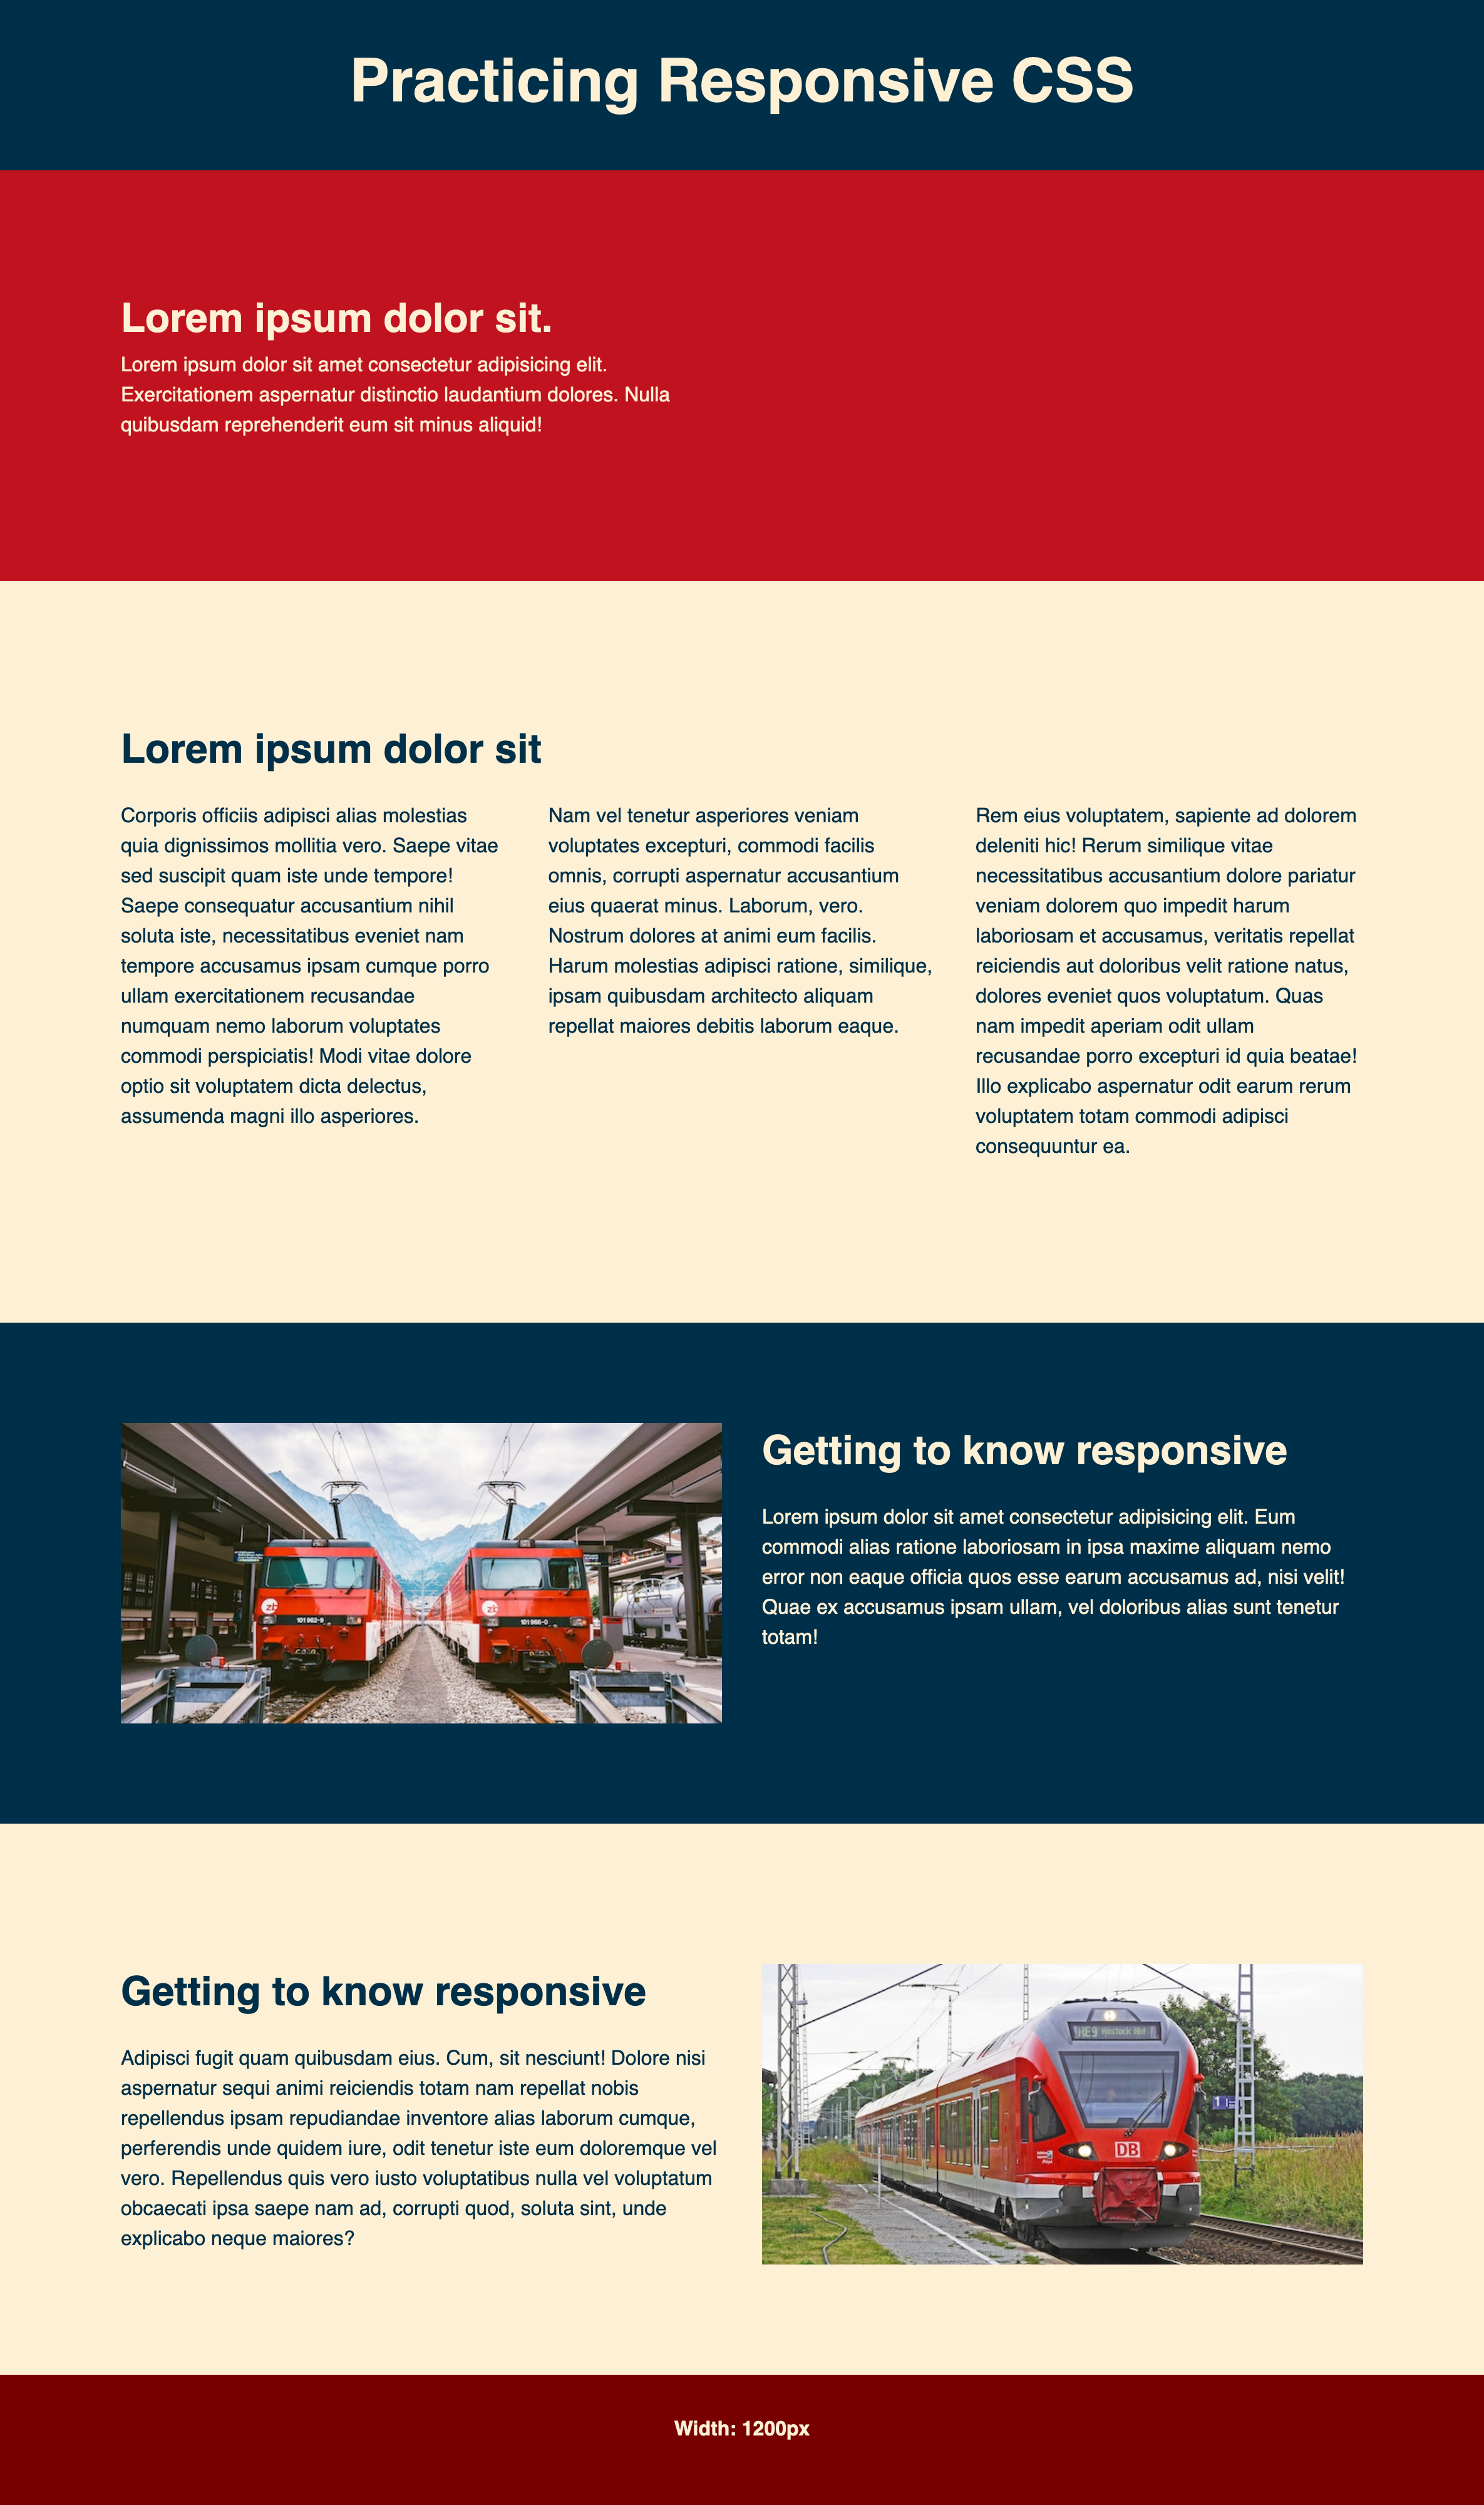 Practicing Responsive CSS
Lorem ipsum dolor sit.
Lorem ipsum dolor sit amet consectetur adipisicing elit.
Exercitationem aspernatur distinctio laudantium dolores. Nulla
quibusdam reprehenderit eum sit minus aliquid!
Lorem ipsum dolor sit
Corporis officiis adipisci alias molestias
quia dignissimos mollitia vero. Saepe vitae
sed suscipit quam iste unde tempore!
Saepe consequatur accusantium nihil
soluta iste, necessitatibus eveniet nam
tempore accusamus ipsam cumque porro
ullam exercitationem recusandae
numquam nemo laborum voluptates
commodi perspiciatis! Modi vitae dolore
optio sit voluptatem dicta delectus,
assumenda magni illo asperiores.
Nam vel tenetur asperiores veniam
voluptates excepturi, commodi facilis
omnis, corrupti aspernatur accusantium
eius quaerat minus. Laborum, vero.
Nostrum dolores at animi eum facilis.
Harum molestias adipisci ratione, similique,
ipsam quibusdam architecto aliquam
repellat maiores debitis laborum eaque.
Rem eius voluptatem, sapiente ad dolorem
deleniti hic! Rerum similique vitae
necessitatibus accusantium dolore pariatur
veniam dolorem quo impedit harum
laboriosam et accusamus, veritatis repellat
reiciendis aut doloribus velit ratione natus,
dolores eveniet quos voluptatum. Quas
nam impedit aperiam odit ullam
recusandae porro excepturi id quia beatae!
Illo explicabo aspernatur odit earum rerum
voluptatem totam commodi adipisci
consequuntur ea.
zb
101 962-9
zb
101 966-0
Getting to know responsive
Lorem ipsum dolor sit amet consectetur adipisicing elit. Eum
commodi alias ratione laboriosam in ipsa maxime aliquam nemo
error non eaque officia quos esse earum accusamus ad, nisi velit!
Quae ex accusamus ipsam ullam, vel doloribus alias sunt tenetur
totam!
Getting to know responsive
Adipisci fugit quam quibusdam eius. Cum, sit nesciunt! Dolore nisi
aspernatur sequi animi reiciendis totam nam repellat nobis
repellendus ipsam repudiandae inventore alias laborum cumque,
perferendis unde quidem iure, odit tenetur iste eum doloremque vel
vero. Repellendus quis vero iusto voluptatibus nulla vel voluptatum
obcaecati ipsa saepe nam ad, corrupti quod, soluta sint, unde
explicabo neque maiores?
RE9 Rostock Hbf
1
DB
Width: 1200px